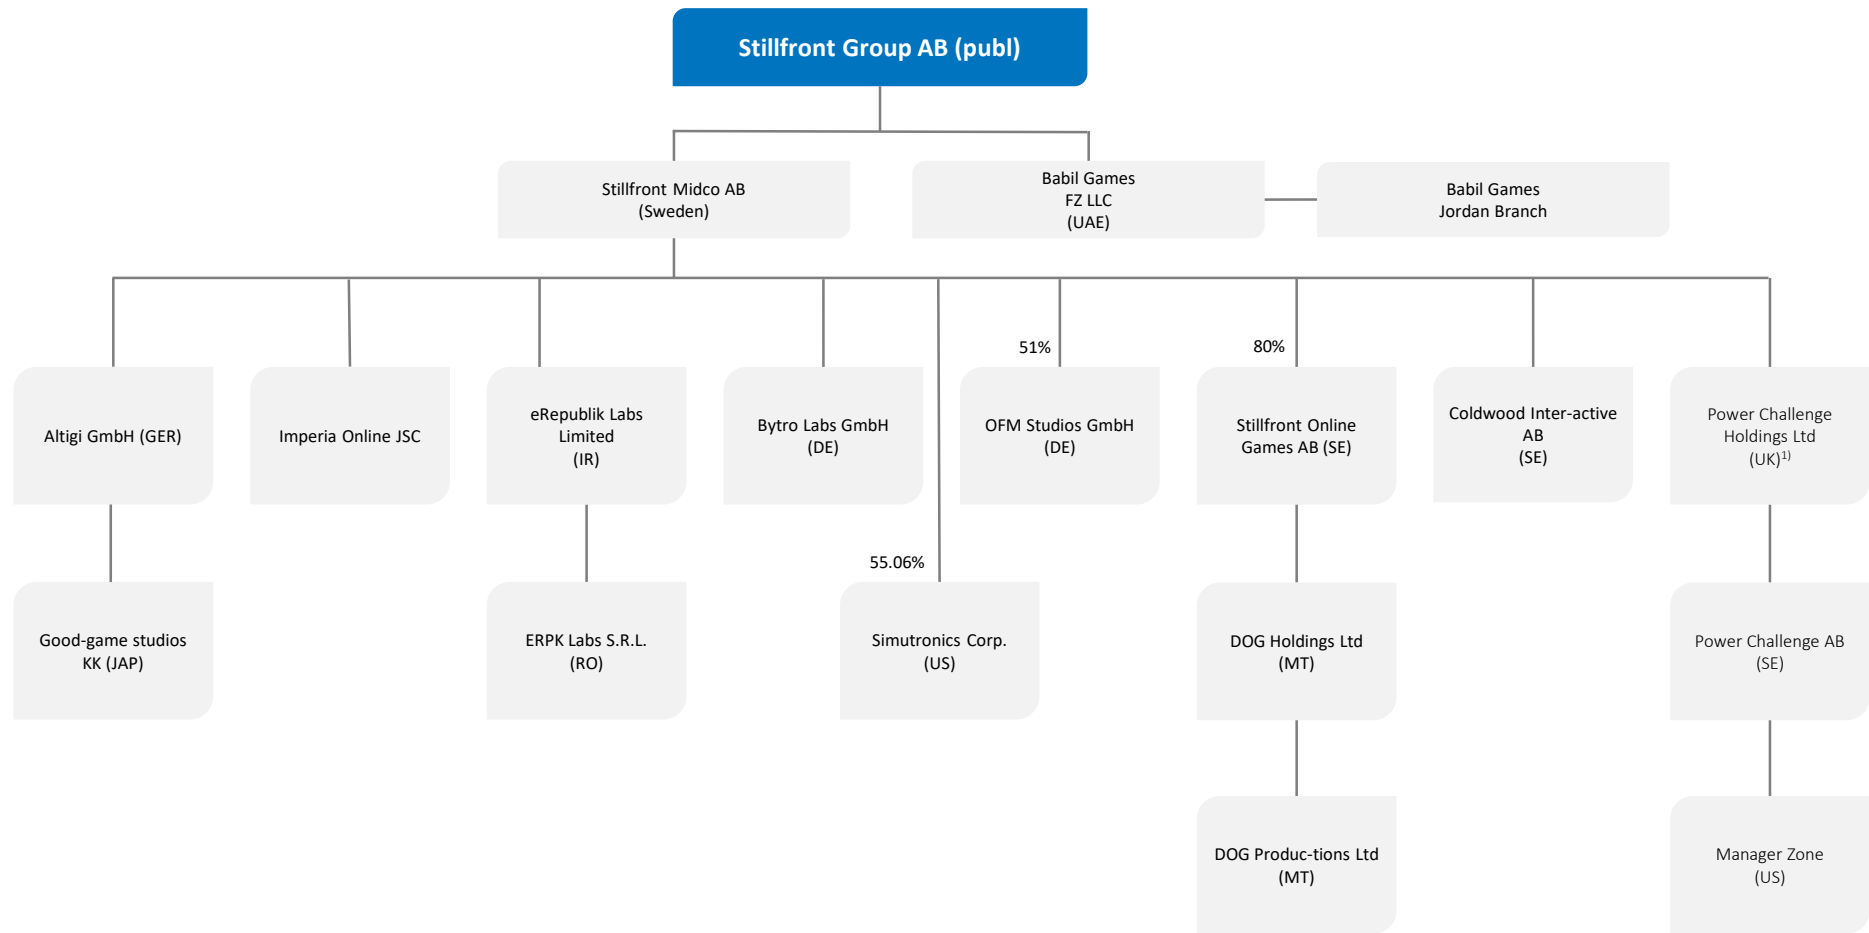 Stillfront Group AB (publ)
Stillfront Midco AB
(Sweden)
Babil Games
FZ LLC
(UAE)
Babil Games
Jordan Branch
51%
80%
Altigi GmbH (GER)
Imperia Online JSC
eRepublik Labs
Limited
(IR)
Bytro Labs GmbH
(DE)
OFM Studios GmbH
(DE)
Stillfront Online
Games AB (SE)
Coldwood Inter-active
AB
(SE)
Power Challenge
Holdings Ltd
(UK)1)
55.06%
Good-game studios
KK (JAP)
ERPK Labs S.R.L.
(RO)
Simutronics Corp.
(US)
DOG Holdings Ltd
(MT)
Power Challenge AB
(SE)
DOG Produc-tions Ltd
(MT)
Manager Zone
(US)